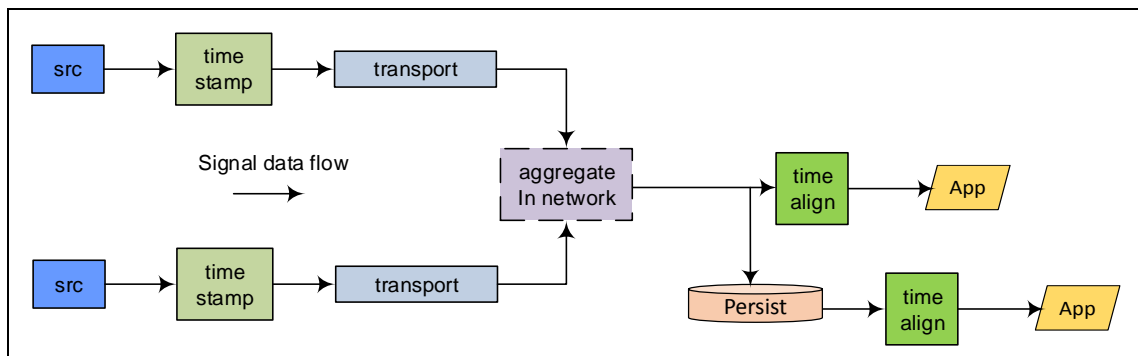 src
time
stamp
transport
Signal data flow
aggregate
In network
time
align
App
src
time
stamp
transport
Persist
time
align
App